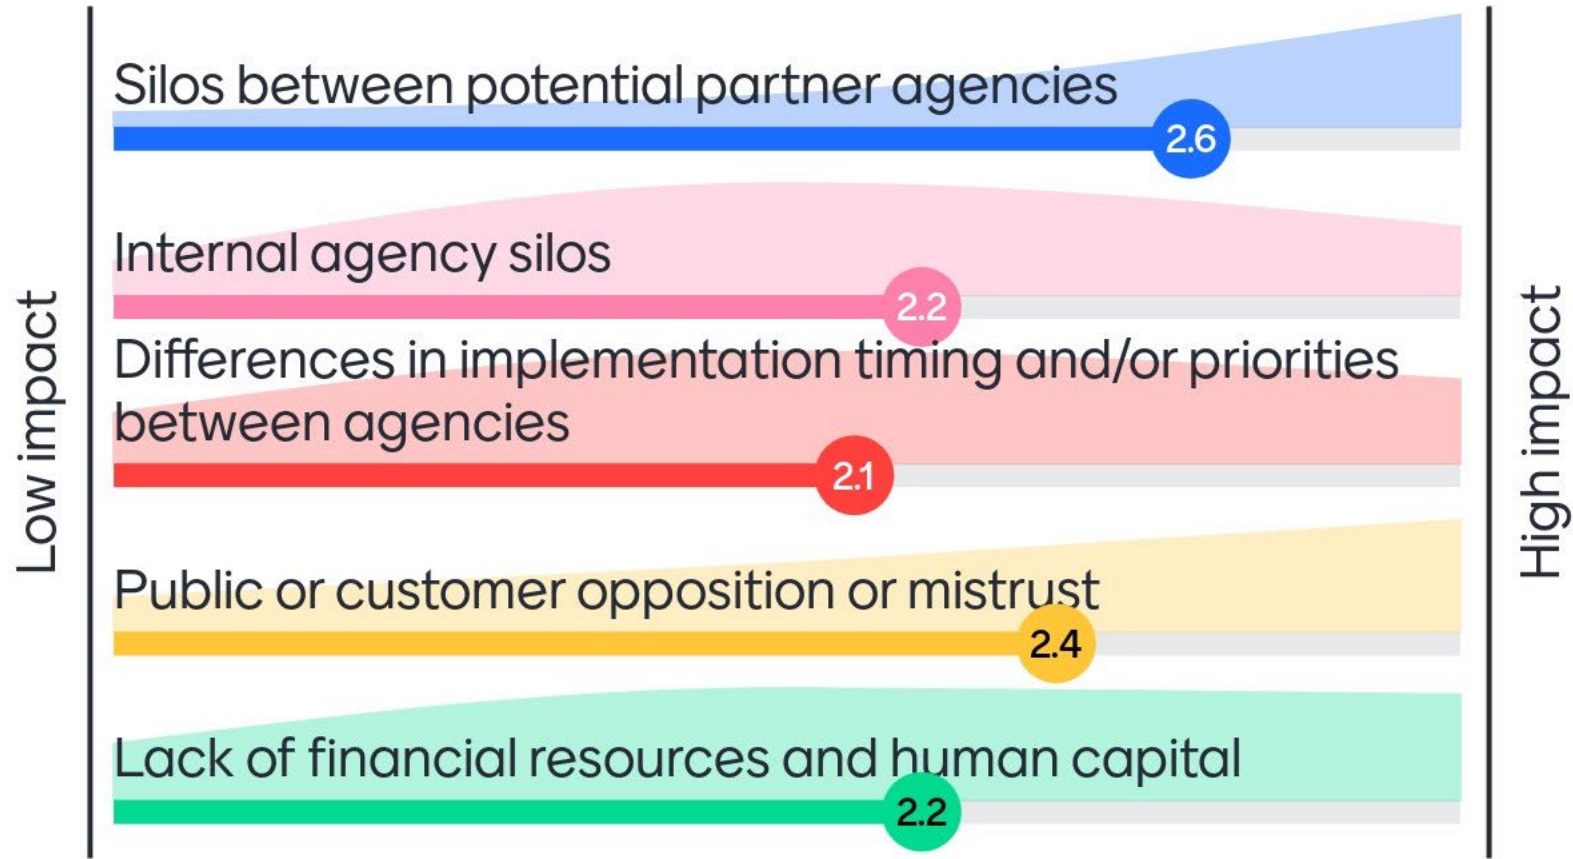 Silos between potential partner agencies
2.6
Internal agency silos
2.2
Differences in implementation timing and/or priorities
between agencies
2.1
Public or customer opposition or mistrust
2.4
Lack of financial resources and human capital
2.2
Low impact
High impact